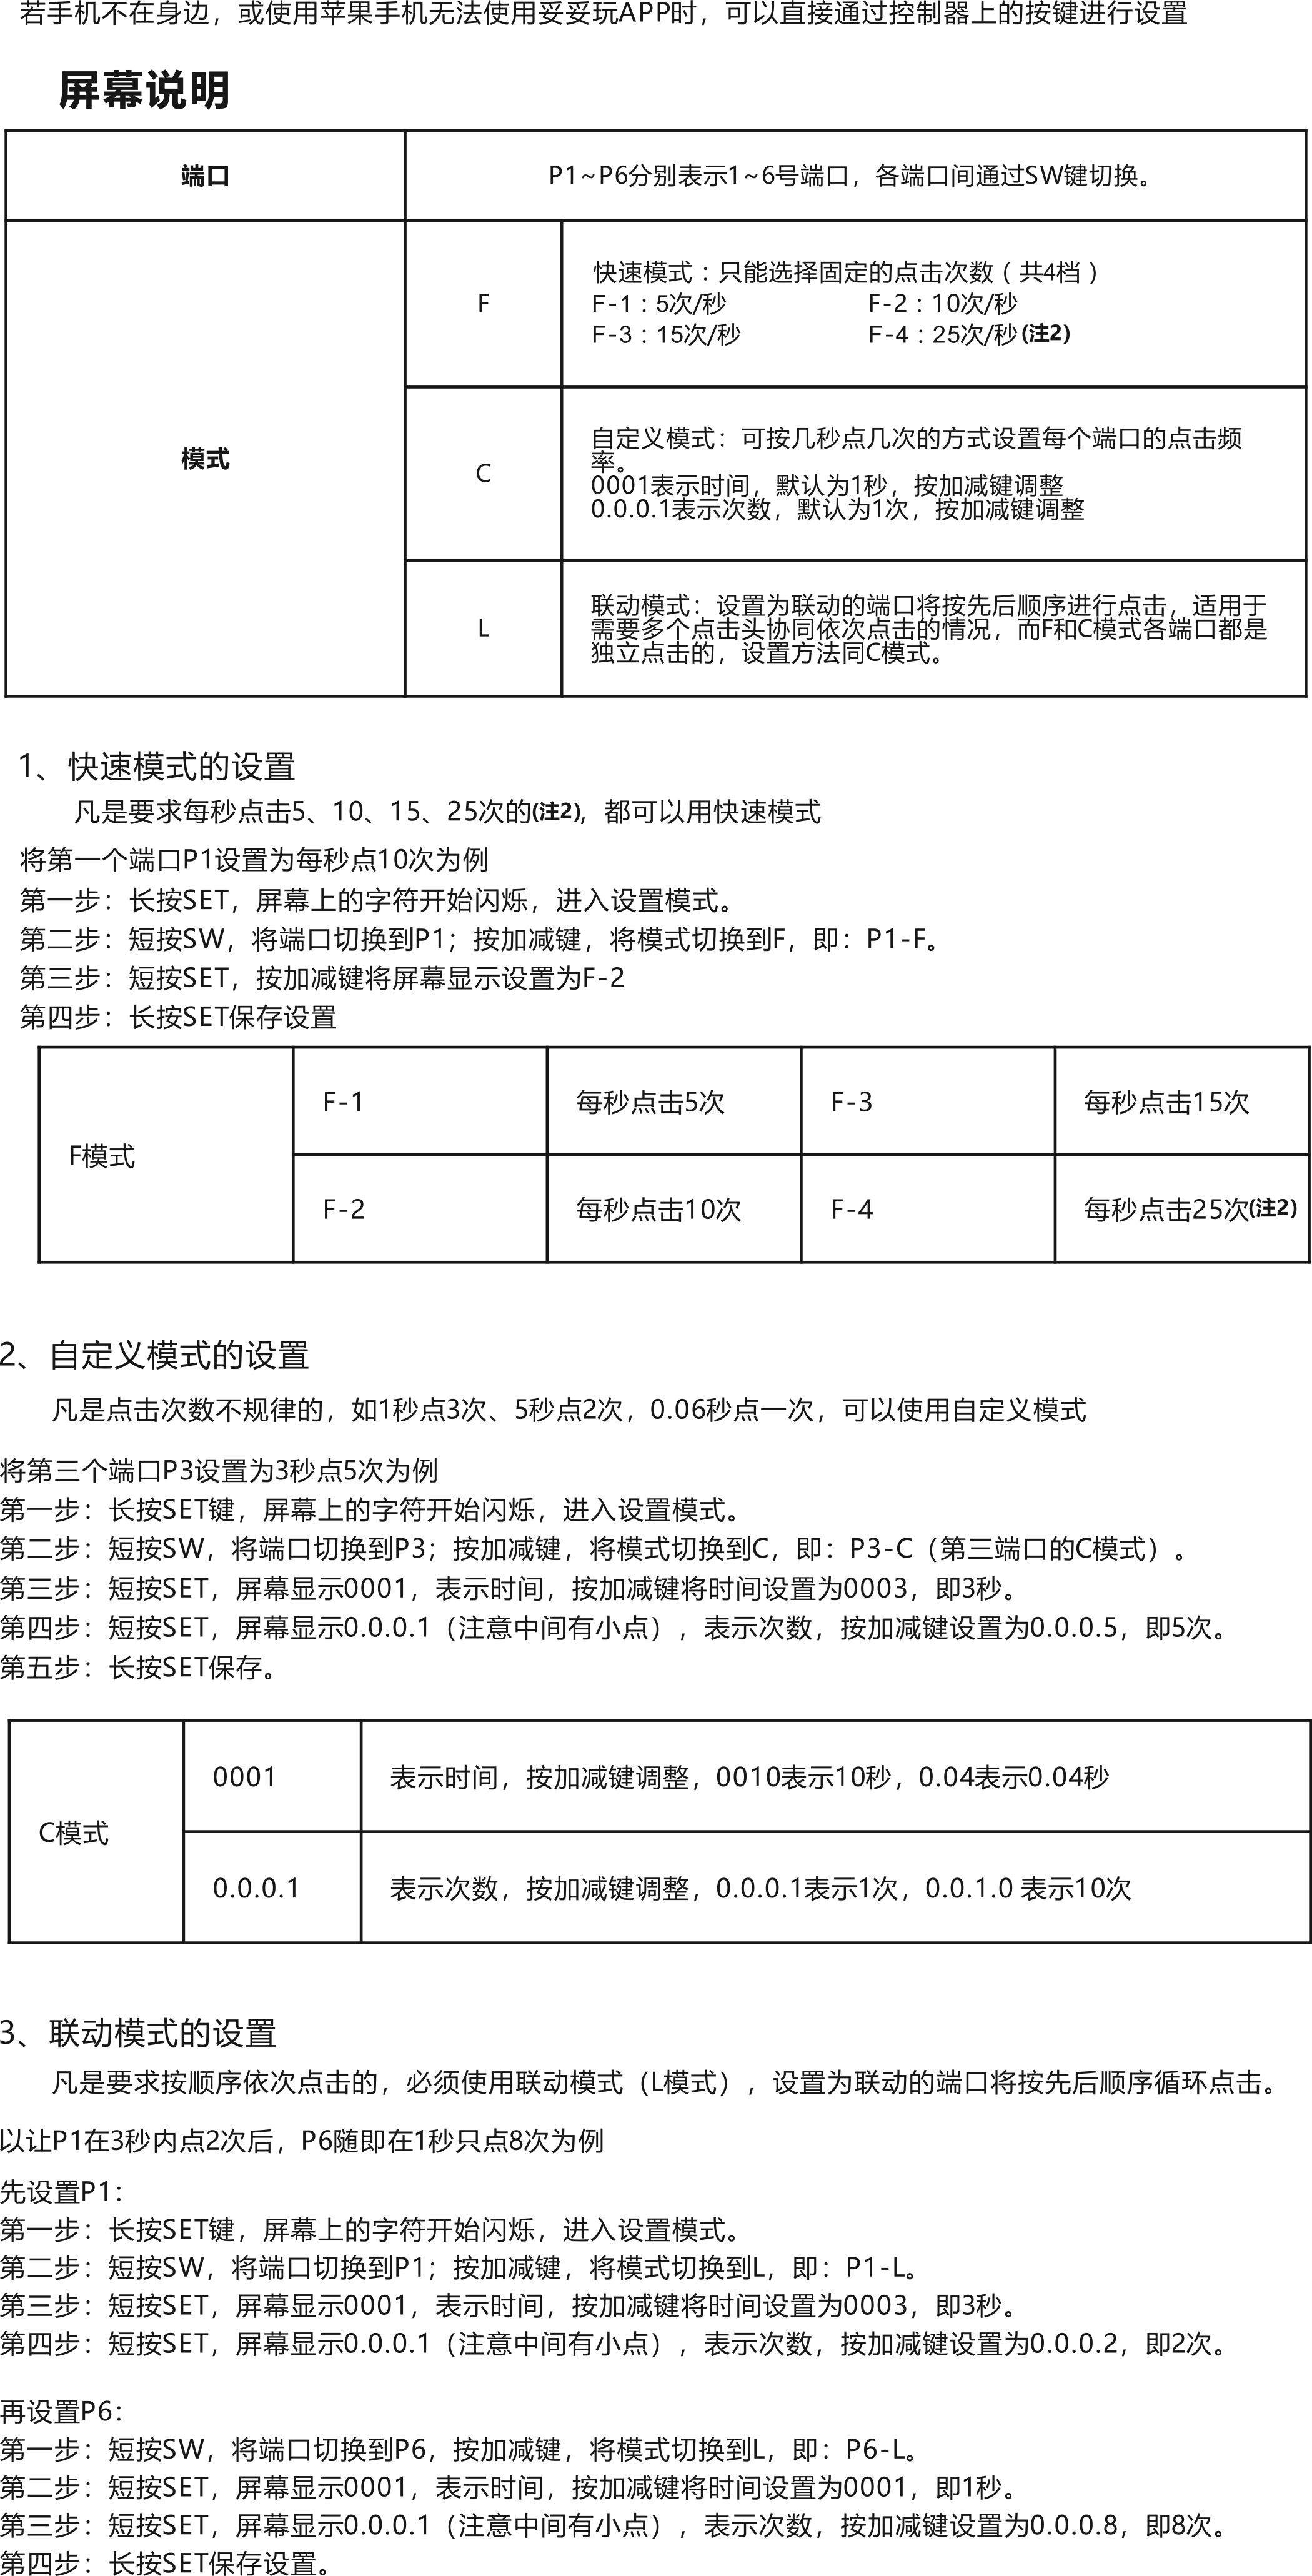 若手机不在身边，或使用苹果手机无法使用妥妥玩APP时，可以直接通过控制器上的按键进行设置
屏幕说明
端口
P1~P6分别表示1~6号端口，各端口间通过SW键切换。
模式
F
快速模式：只能选择固定的点击次数（共4档）
F-1：5次/秒 F-2：10次/秒
F-3：15次/秒 F-4：25次/秒(注2)
C
自定义模式：可按几秒点几次的方式设置每个端口的点击频
率。
0001表示时间，默认为1秒，按加减键调整
0.0.0.1表示次数，默认为1次，按加减键调整
L
联动模式：设置为联动的端口将按先后顺序进行点击，适用于
需要多个点击头协同依次点击的情况，而F和C模式各端口都是
独立点击的，设置方法同C模式。
1、快速模式的设置
凡是要求每秒点击5、10、15、25次的(注2)，都可以用快速模式
将第一个端口P1设置为每秒点10次为例
第一步：长按SET，屏幕上的字符开始闪烁，进入设置模式。
第二步：短按SW，将端口切换到P1；按加减键，将模式切换到F，即：P1-F。
第三步：短按SET，按加减键将屏幕显示设置为F-2
第四步：长按SET保存设置
F模式
F-1 每秒点击5次 F-3 每秒点击15次
F-2 每秒点击10次 F-4 每秒点击25次(注2)
2、自定义模式的设置
凡是点击次数不规律的，如1秒点3次、5秒点2次，0.06秒点一次，可以使用自定义模式
将第三个端口P3设置为3秒点5次为例
第一步：长按SET键，屏幕上的字符开始闪烁，进入设置模式。
第二步：短按SW，将端口切换到P3；按加减键，将模式切换到C，即：P3-C（第三端口的C模式）。
第三步：短按SET，屏幕显示0001，表示时间，按加减键将时间设置为0003，即3秒。
第四步：短按SET，屏幕显示0.0.0.1（注意中间有小点），表示次数，按加减键设置为0.0.0.5，即5次。
第五步：长按SET保存。
C模式
0001 表示时间，按加减键调整，0010表示10秒，0.04表示0.04秒
0.0.0.1 表示次数，按加减键调整，0.0.0.1表示1次，0.0.1.0 表示10次
3、联动模式的设置
凡是要求按顺序依次点击的，必须使用联动模式（L模式），设置为联动的端口将按先后顺序循环点击。
以让P1在3秒内点2次后，P6随即在1秒只点8次为例
先设置P1：
第一步：长按SET键，屏幕上的字符开始闪烁，进入设置模式。
第二步：短按SW，将端口切换到P1；按加减键，将模式切换到L，即：P1-L。
第三步：短按SET，屏幕显示0001，表示时间，按加减键将时间设置为0003，即3秒。
第四步：短按SET，屏幕显示0.0.0.1（注意中间有小点），表示次数，按加减键设置为0.0.0.2，即2次。
再设置P6：
第一步：短按SW，将端口切换到P6，按加减键，将模式切换到L，即：P6-L。
第二步：短按SET，屏幕显示0001，表示时间，按加减键将时间设置为0001，即1秒。
第三步：短按SET，屏幕显示0.0.0.1（注意中间有小点），表示次数，按加减键设置为0.0.0.8，即8次。
第四步：长按SET保存设置。